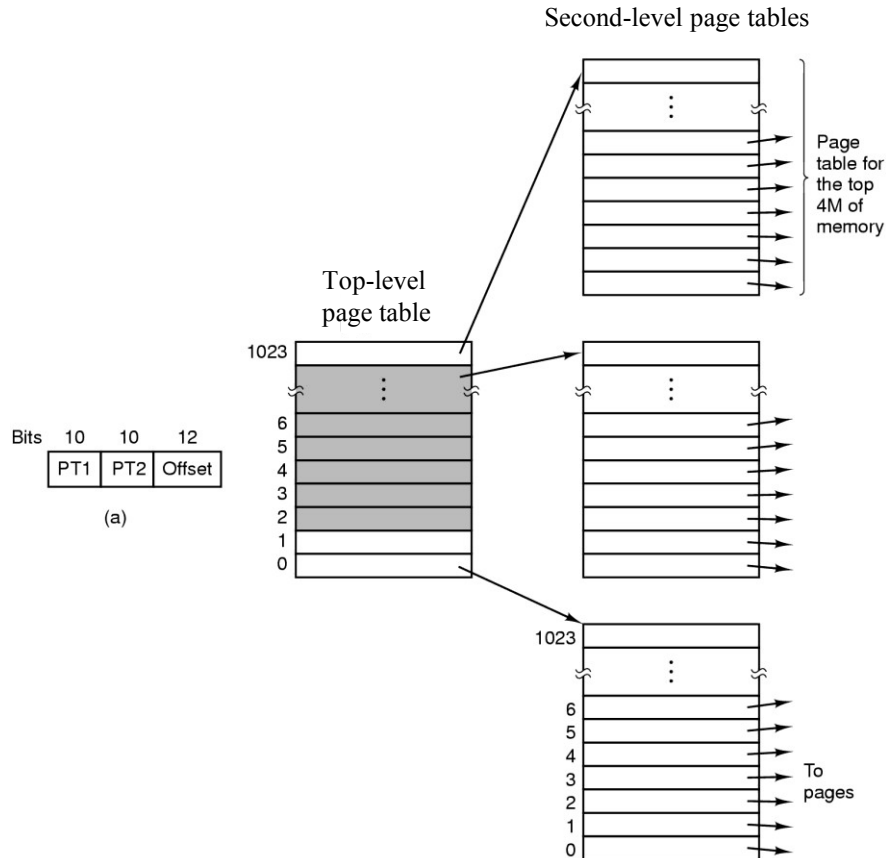 Second-level page tables
Page
table for
the top
4M of
memory
Top-level
page table
1023
6
5
4
3
2
1
0
Bits 10 10 12
PT1 PT2 Offset
(a)
1023
6
5
4
3
2
1
0
To
pages